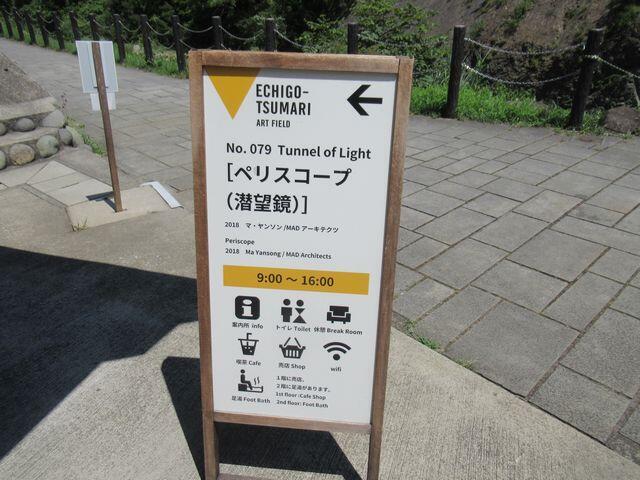 ECHIGO-
TSUMARI
ART FIELD
No. 079 Tunnel of Light
[ペリスコープ
(潜望鏡)]
2018 マ・ヤンソン/MADアーキテクツ
Periscope
2018 Ma Yansong / MAD Architects
9:00 〜 16:00
案内所 info
トイレ Toilet
休憩 Break Room
喫茶 Cafe
売店 Shop
wifi
足湯 Foot Bath
1階に売店、
2階に足湯があります。
1st floor :Cafe Shop
2nd floor: Foot Bath